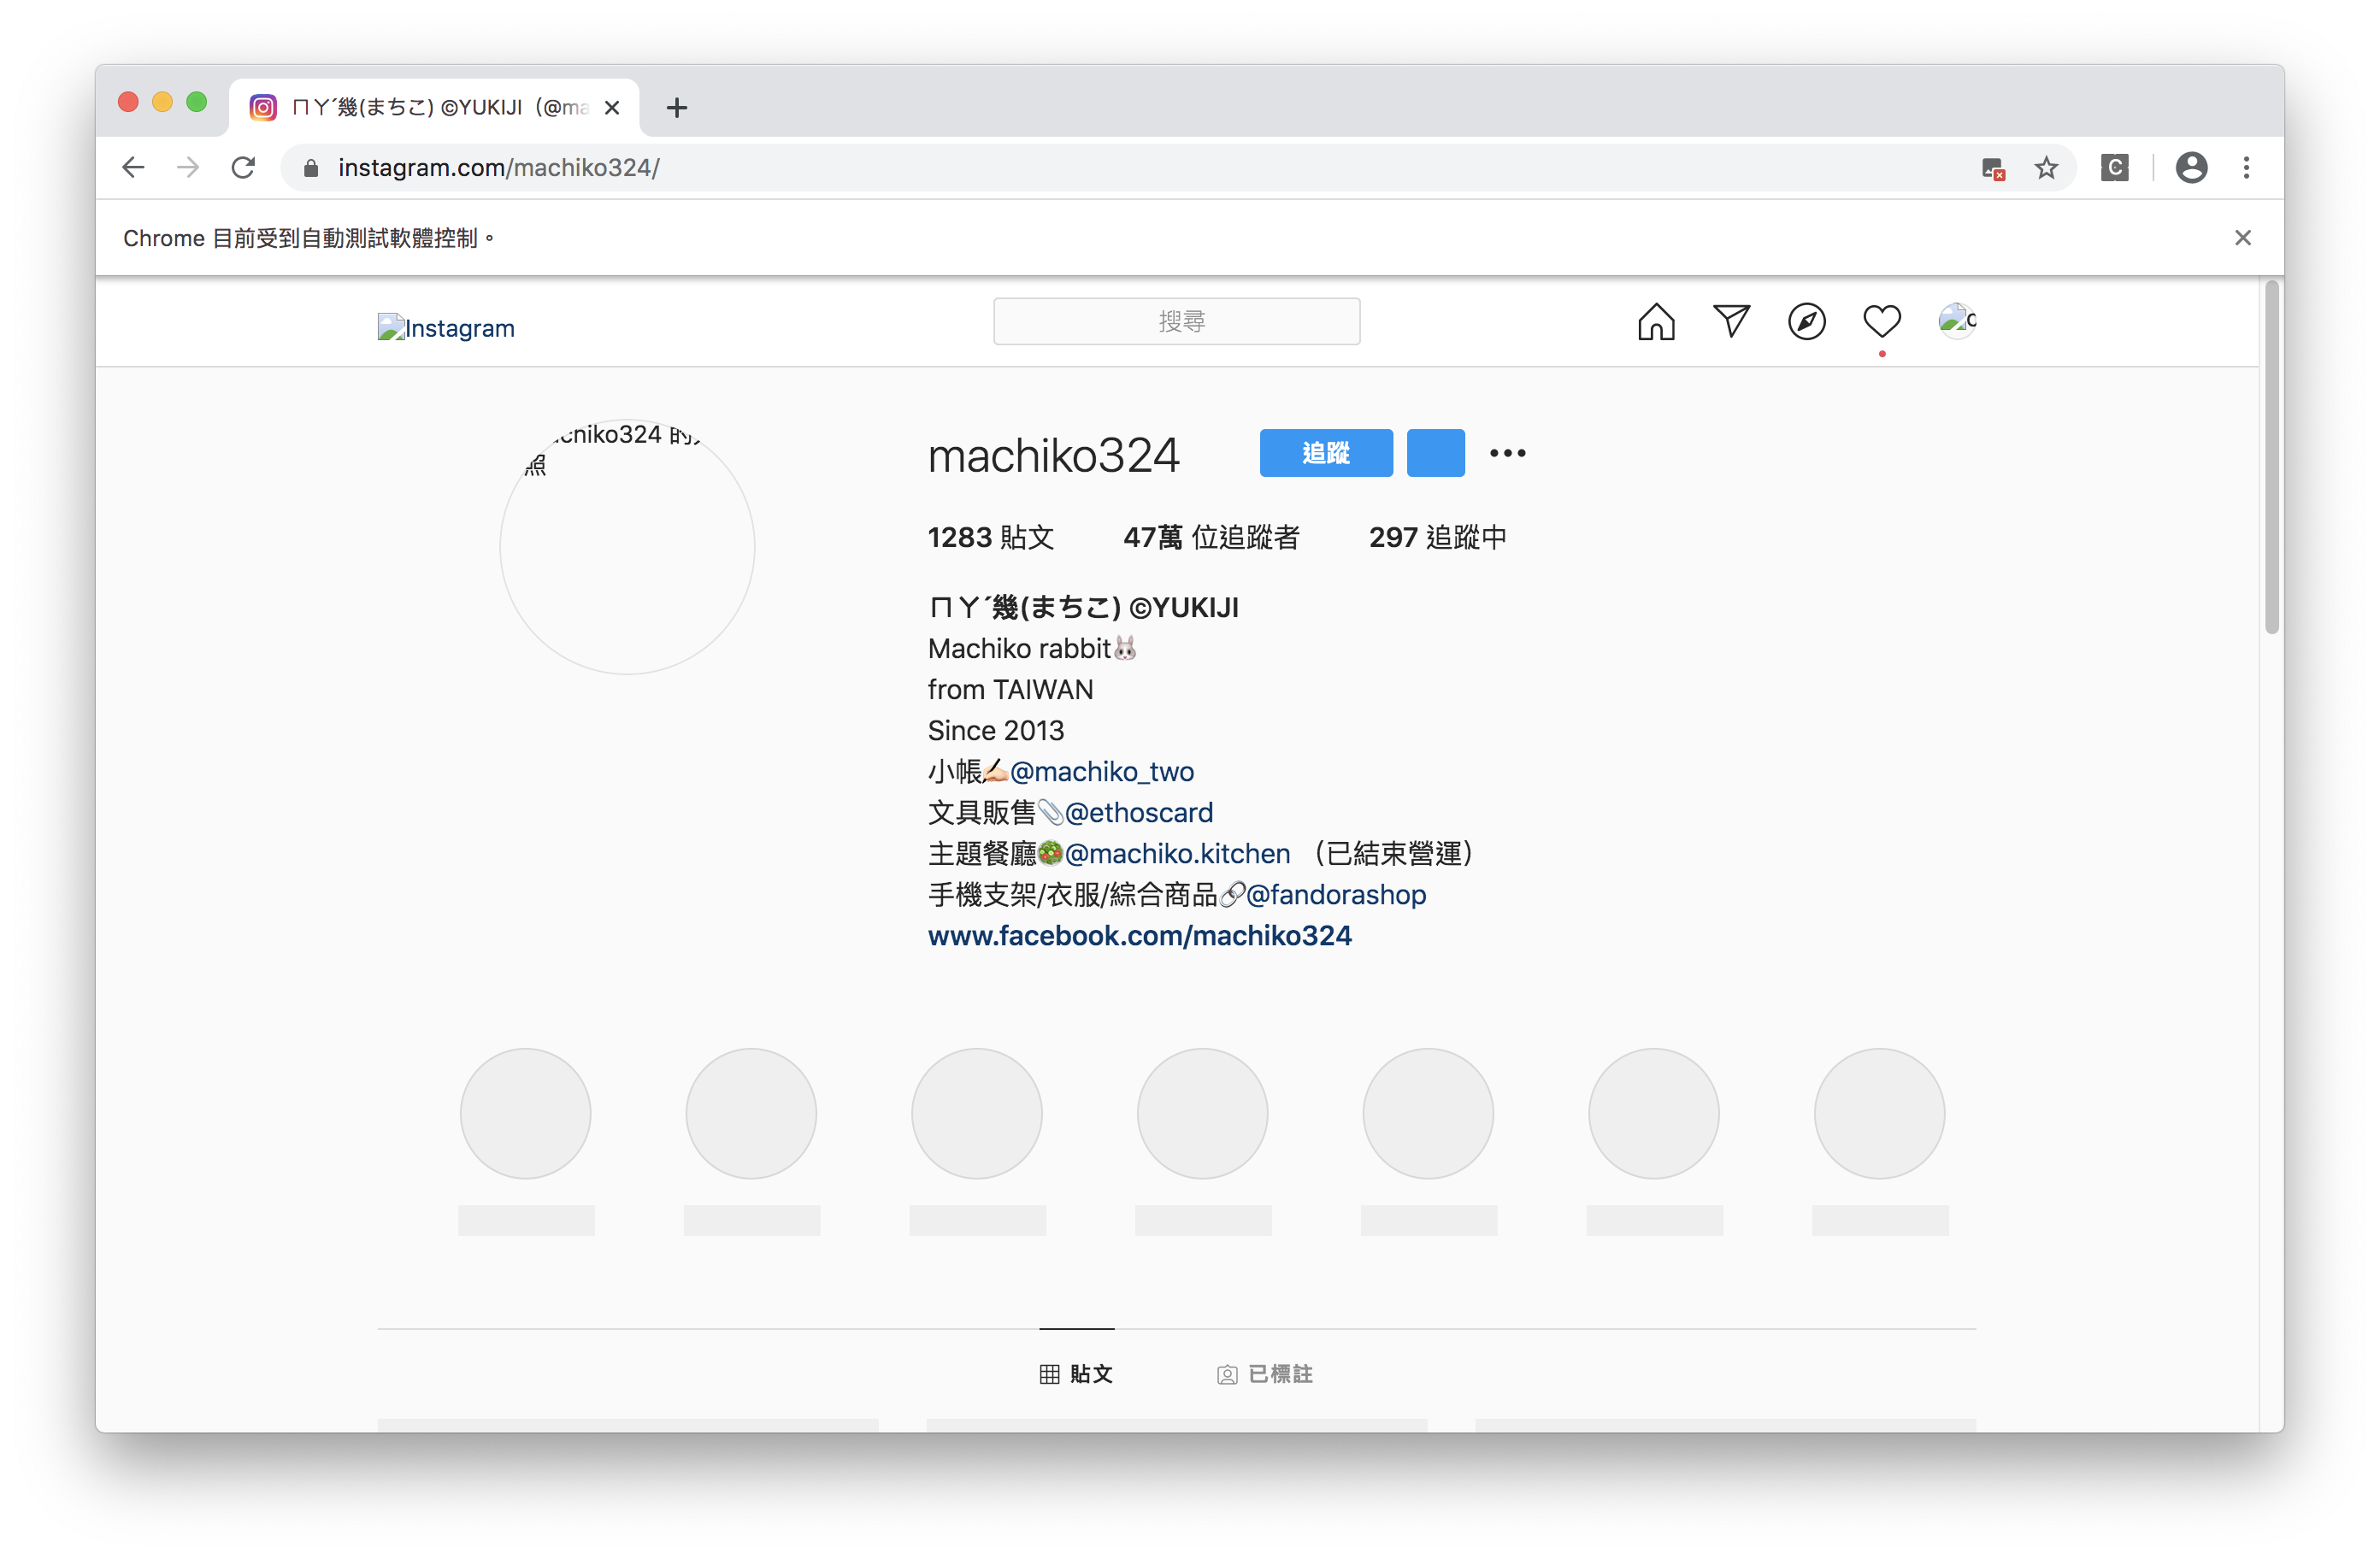 ㄇㄚˊ幾(まちこ) ©YUKIJI（@ma
instagram.com/machiko324/
C
Chrome 目前受到自動測試軟體控制。
Instagram
搜尋
machiko324 的
照
machiko324
追蹤
1283 貼文 47萬 位追蹤者 297 追蹤中
ㄇㄚˊ幾(まちこ) ©YUKIJI
Machiko rabbit🐰
from TAIWAN
Since 2013
小帳✍🏻@machiko_two
文具販售📎@ethoscard
主題餐廳🥗@machiko.kitchen （已結束營運）
手機支架/衣服/綜合商品🔗@fandorashop
www.facebook.com/machiko324
貼文 已標註